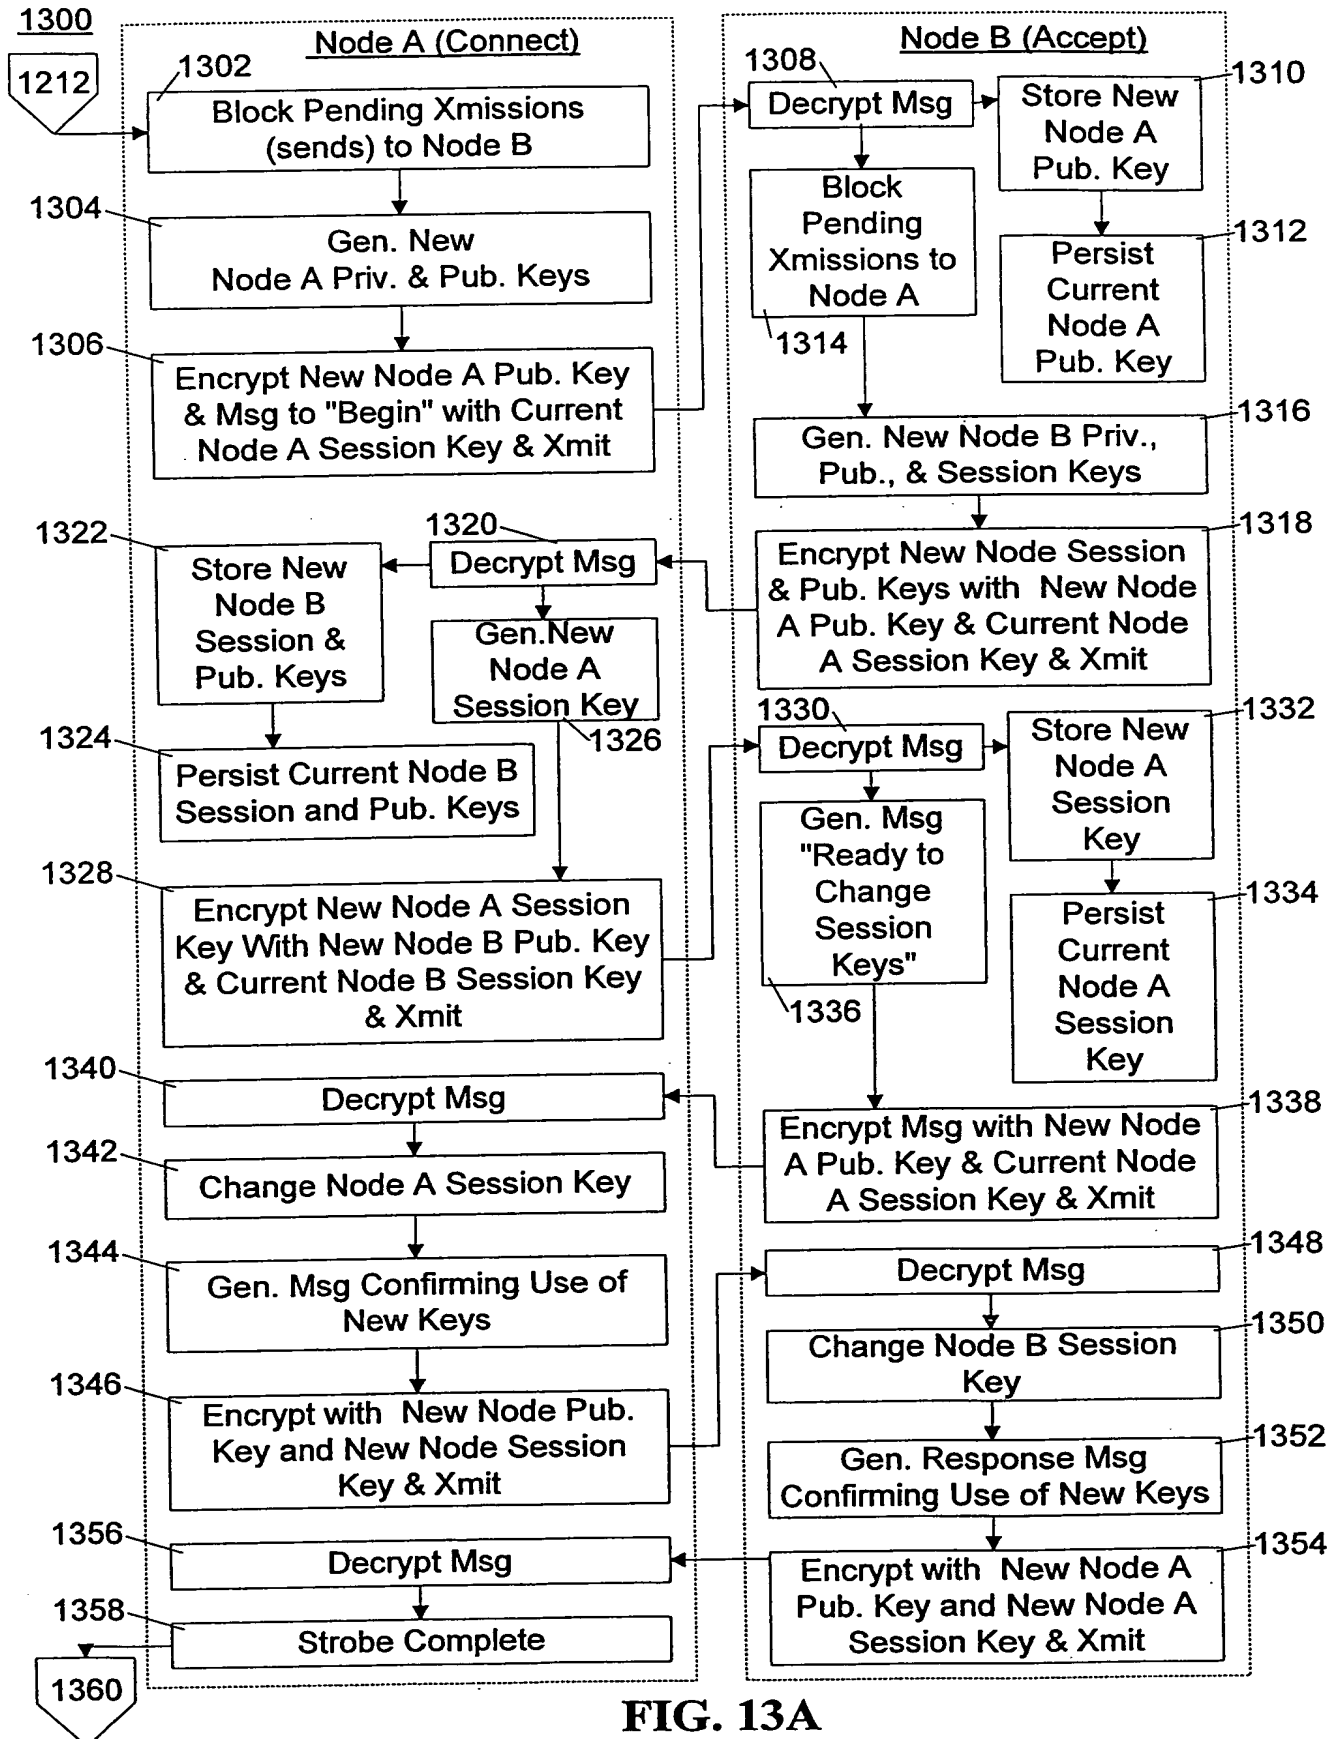 1300
1212
Node A (Connect)
1302
Block Pending Xmissions
(sends) to Node B
1304
Gen. New
Node A Priv. & Pub. Keys
1306
Encrypt New Node A Pub. Key
& Msg to "Begin" with Current
Node A Session Key & Xmit
Node B (Accept)
1308
Decrypt Msg
1310
Store New
Node A
Pub. Key
1312
Persist
Current
Node A
Pub. Key
Block
Pending
Xmissions to
Node A
1314
1316
Gen. New Node B Priv.,
Pub., & Session Keys
1318
Encrypt New Node Session
& Pub. Keys with New Node
A Pub. Key & Current Node
A Session Key & Xmit
1320
Decrypt Msg
1322
Store New
Node B
Session &
Pub. Keys
1324
Persist Current Node B
Session and Pub. Keys
Gen.New
Node A
Session Key
1326
1328
Encrypt New Node A Session
Key With New Node B Pub. Key
& Current Node B Session Key
& Xmit
1330
Decrypt Msg
1332
Store New
Node A
Session
Key
1334
Persist
Current
Node A
Session
Key
Gen. Msg
"Ready to
Change
Session
Keys"
1336
1338
Encrypt Msg with New Node
A Pub. Key & Current Node
A Session Key & Xmit
1340
Decrypt Msg
1342
Change Node A Session Key
1344
Gen. Msg Confirming Use of
New Keys
1346
Encrypt with New Node Pub.
Key and New Node Session
Key & Xmit
1348
Decrypt Msg
1350
Change Node B Session
Key
1352
Gen. Response Msg
Confirming Use of New Keys
1354
Encrypt with New Node A
Pub. Key and New Node A
Session Key & Xmit
1356
Decrypt Msg
1358
Strobe Complete
1360
FIG. 13A